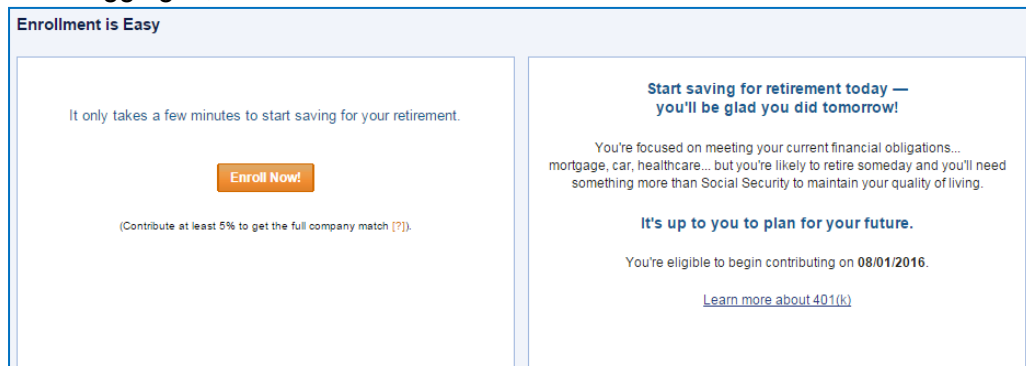 Enrollment is Easy
It only takes a few minutes to start saving for your retirement.
Enroll Now!
(Contribute at least 5% to get the full company match [?]).
Start saving for retirement today —
you'll be glad you did tomorrow!
You're focused on meeting your current financial obligations...
mortgage, car, healthcare... but you're likely to retire someday and you'll need
something more than Social Security to maintain your quality of living.
It's up to you to plan for your future.
You're eligible to begin contributing on 08/01/2016.
Learn more about 401(k)